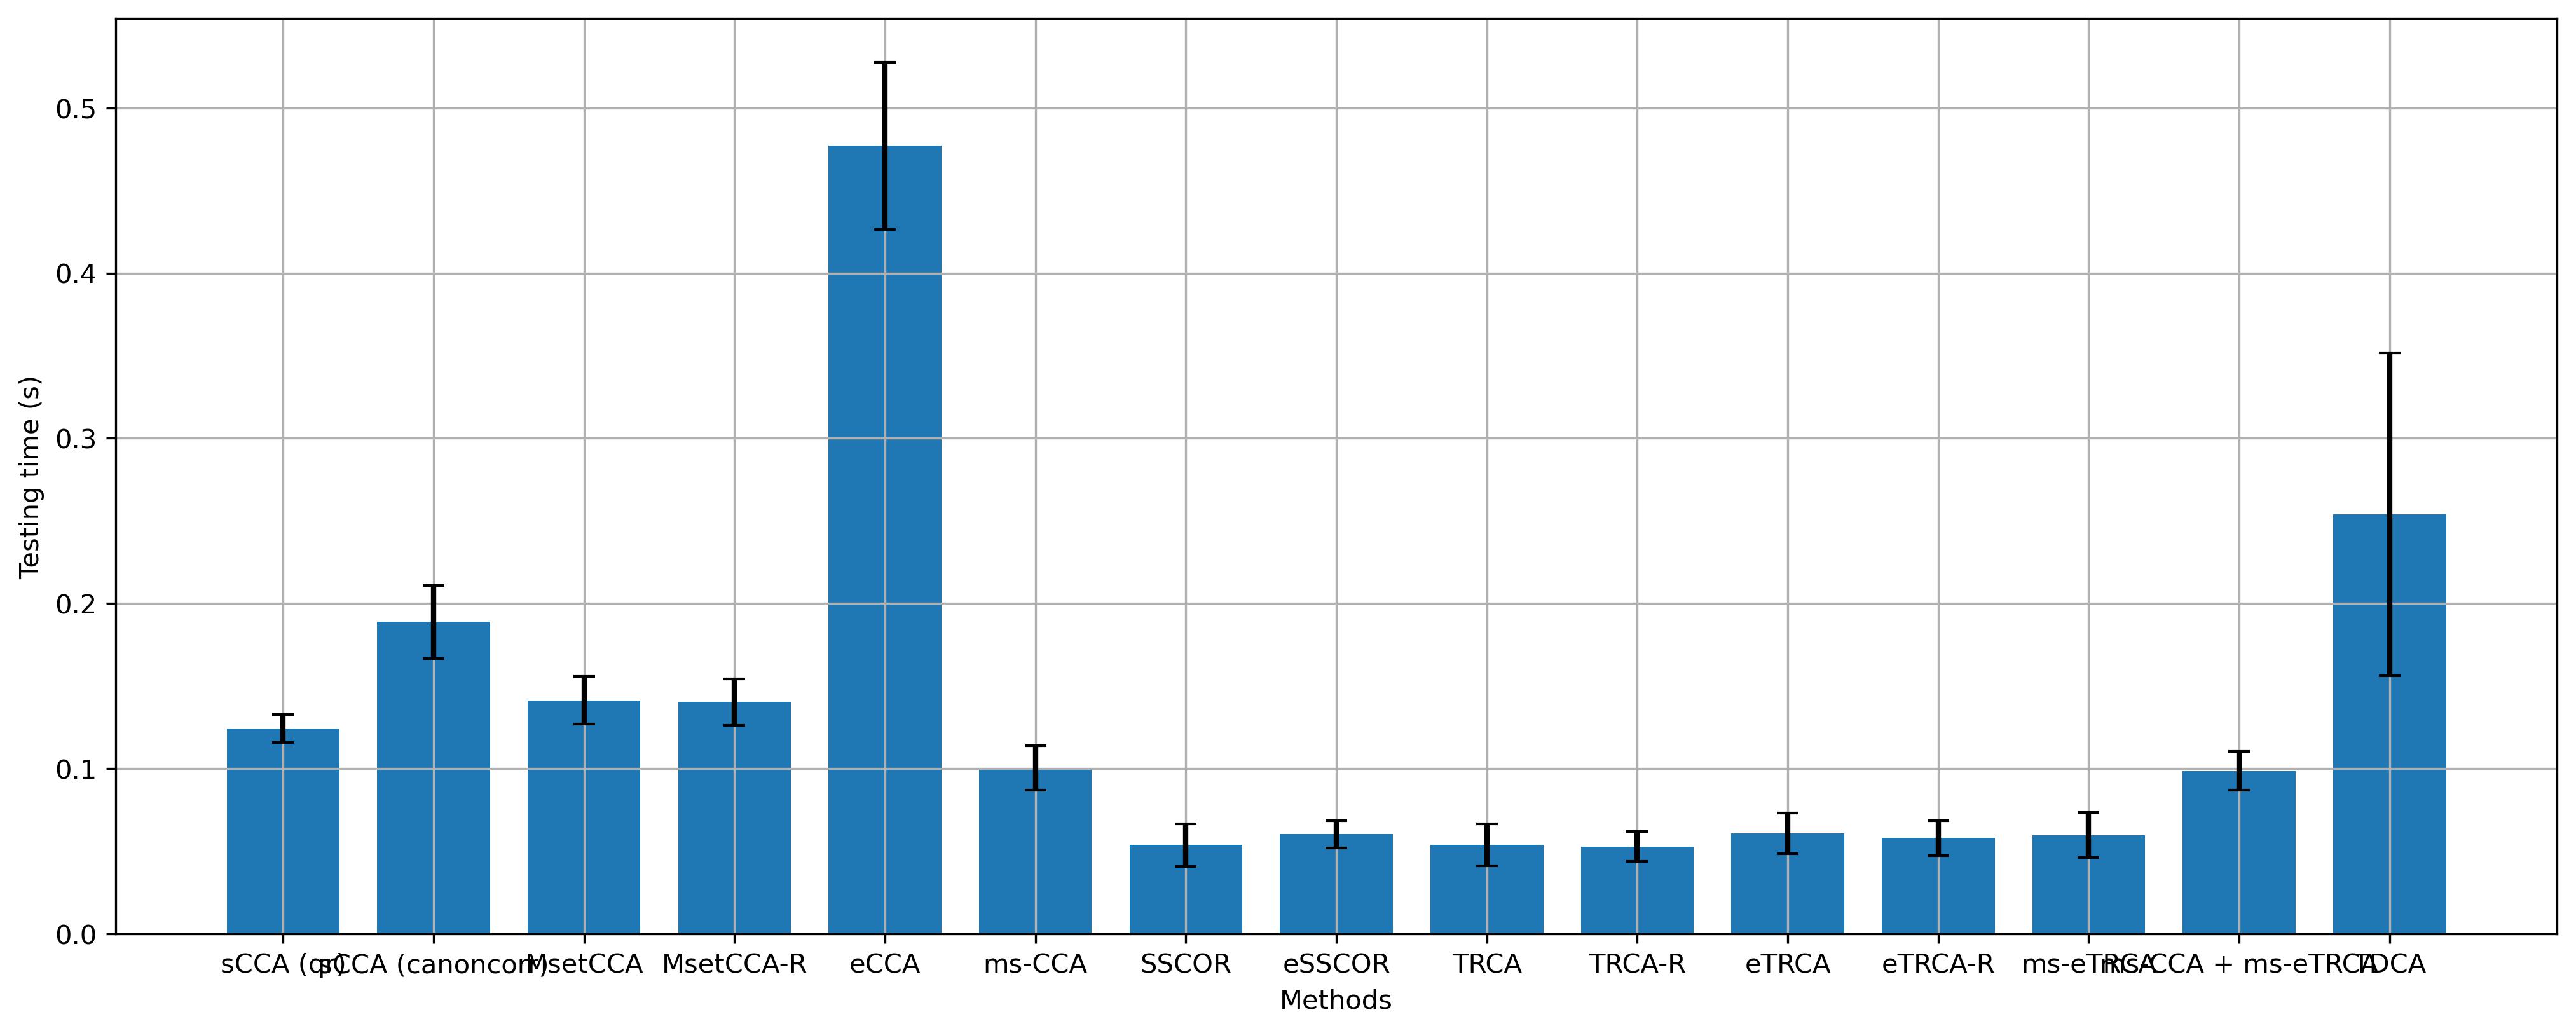 0.5
0.4
0.3
0.2
0.1
0.0
Testing time (s)
sCCA (qr) sCCA (canoncorr) MsetCCA MsetCCA-R eCCA ms-CCA SSCOR eSSCOR TRCA TRCA-R eTRCA eTRCA-R ms-eTRCA ms-CCA + ms-eTRCA TDCA
Methods